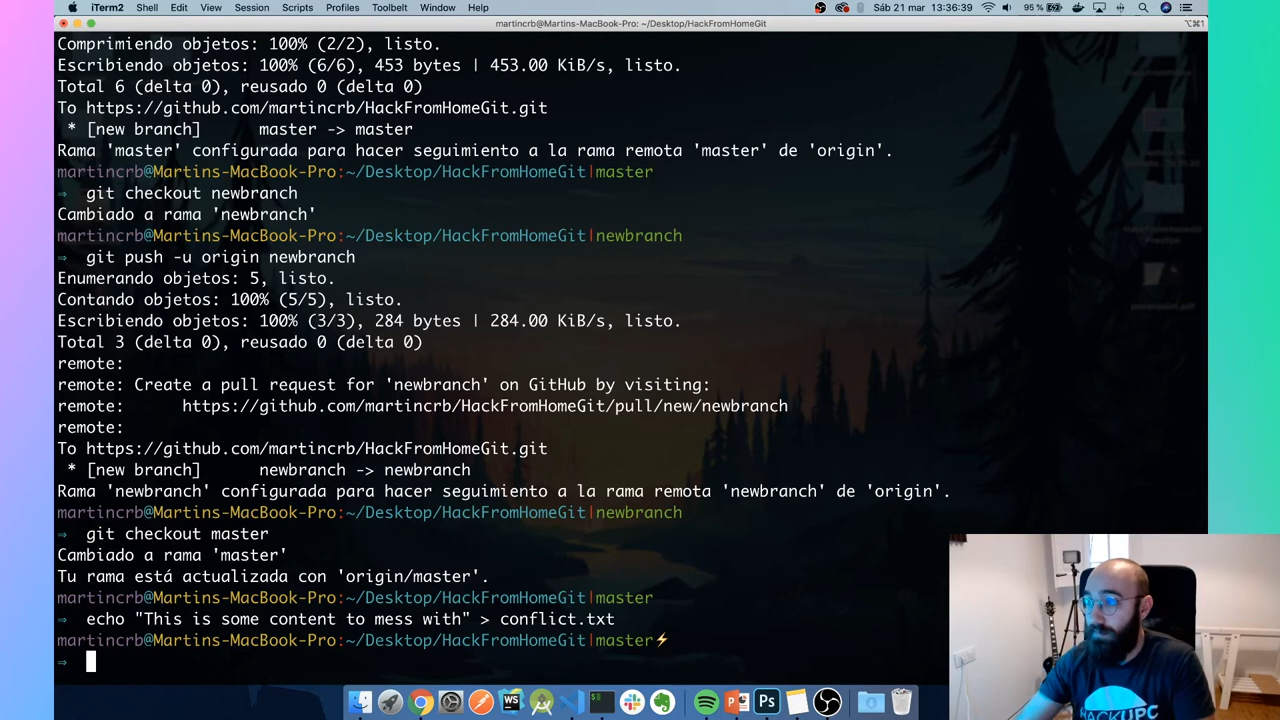 iTerm2 Shell Edit View Session Scripts Profiles Toolbelt Window Help 95 % Sáb 21 mar 13:36:39
martincrb@Martins-MacBook-Pro: ~/Desktop/HackFromHomeGit ⌥⌘1
Comprimiendo objetos: 100% (2/2), listo.
Escribiendo objetos: 100% (6/6), 453 bytes | 453.00 KiB/s, listo.
Total 6 (delta 0), reusado 0 (delta 0)
To https://github.com/martincrb/HackFromHomeGit.git
* [new branch] master -> master
Rama 'master' configurada para hacer seguimiento a la rama remota 'master' de 'origin'.
martincrb@Martins-MacBook-Pro:~/Desktop/HackFromHomeGit|master
⇒ git checkout newbranch
Cambiado a rama 'newbranch'
martincrb@Martins-MacBook-Pro:~/Desktop/HackFromHomeGit|newbranch
⇒ git push -u origin newbranch
Enumerando objetos: 5, listo.
Contando objetos: 100% (5/5), listo.
Escribiendo objetos: 100% (3/3), 284 bytes | 284.00 KiB/s, listo.
Total 3 (delta 0), reusado 0 (delta 0)
remote:
remote: Create a pull request for 'newbranch' on GitHub by visiting:
remote: https://github.com/martincrb/HackFromHomeGit/pull/new/newbranch
remote:
To https://github.com/martincrb/HackFromHomeGit.git
* [new branch] newbranch -> newbranch
Rama 'newbranch' configurada para hacer seguimiento a la rama remota 'newbranch' de 'origin'.
martincrb@Martins-MacBook-Pro:~/Desktop/HackFromHomeGit|newbranch
⇒ git checkout master
Cambiado a rama 'master'
Tu rama está actualizada con 'origin/master'.
martincrb@Martins-MacBook-Pro:~/Desktop/HackFromHomeGit|master
⇒ echo "This is some content to mess with" > conflict.txt
martincrb@Martins-MacBook-Pro:~/Desktop/HackFromHomeGit|master⚡
⇒
WS
Ps
HACKUPC